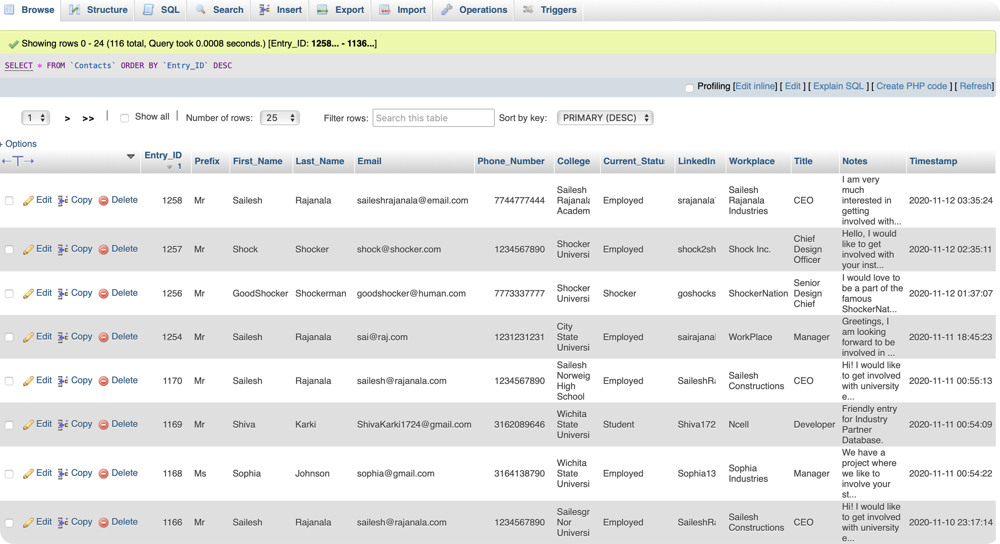 Browse Structure SQL Search Insert Export Import Operations Triggers
Showing rows 0 - 24 (116 total, Query took 0.0008 seconds.) [Entry_ID: 1258... - 1136...]
SELECT * FROM `Contacts` ORDER BY `Entry_ID` DESC
Profiling [Edit inline] [ Edit ] [ Explain SQL ] [ Create PHP code ] [ Refresh]
1 > >> | Show all | Number of rows: 25 Filter rows: Search this table Sort by key: PRIMARY (DESC)
+ Options
←T→ Entry_ID 1 Prefix First_Name Last_Name Email Phone_Number College Current_Statu LinkedIn Workplace Title Notes Timestamp
Edit Copy Delete 1258 Mr Sailesh Rajanala saileshrajanala@email.com 7744777444 Sailesh Rajanala Academ Employed srajanala Sailesh Rajanala Industries CEO I am very much interested in getting involved with... 2020-11-12 03:35:24
Edit Copy Delete 1257 Mr Shock Shocker shock@shocker.com 1234567890 Shocker Universi Employed shock2sh Shock Inc. Chief Design Officer Hello, I would like to get involved with your inst... 2020-11-12 02:35:11
Edit Copy Delete 1256 Mr GoodShocker Shockerman goodshocker@human.com 7773337777 Shocker Universi Shocker goshocks ShockerNation Senior Design Chief I would love to be a part of the famous ShockerNat... 2020-11-12 01:37:07
Edit Copy Delete 1254 Mr Sailesh Rajanala sai@raj.com 1231231231 City State Universi Employed sairajanal WorkPlace Manager Greetings, I am looking forward to be involved in ... 2020-11-11 18:45:23
Edit Copy Delete 1170 Mr Sailesh Rajanala sailesh@rajanala.com 1234567890 Sailesh Norweig High School Employed SaileshRa Sailesh Constructions CEO Hi! I would like to get involved with university e... 2020-11-11 00:55:13
Edit Copy Delete 1169 Mr Shiva Karki ShivaKarki1724@gmail.com 3162089646 Wichita State Universi Student Shiva172 Ncell Developer Friendly entry for Industry Partner Database. 2020-11-11 00:54:09
Edit Copy Delete 1168 Ms Sophia Johnson sophia@gmail.com 3164138790 Wichita State Universi Employed Sophia13 Sophia Industries Manager We have a project where we like to involve your st... 2020-11-11 00:54:22
Edit Copy Delete 1166 Mr Sailesh Rajanala sailesh@rajanala.com 1234567890 Sailesgr Nor Universi Employed SaileshRa Sailesh Constructions CEO Hi! I would like to get involved with university e... 2020-11-10 23:17:14